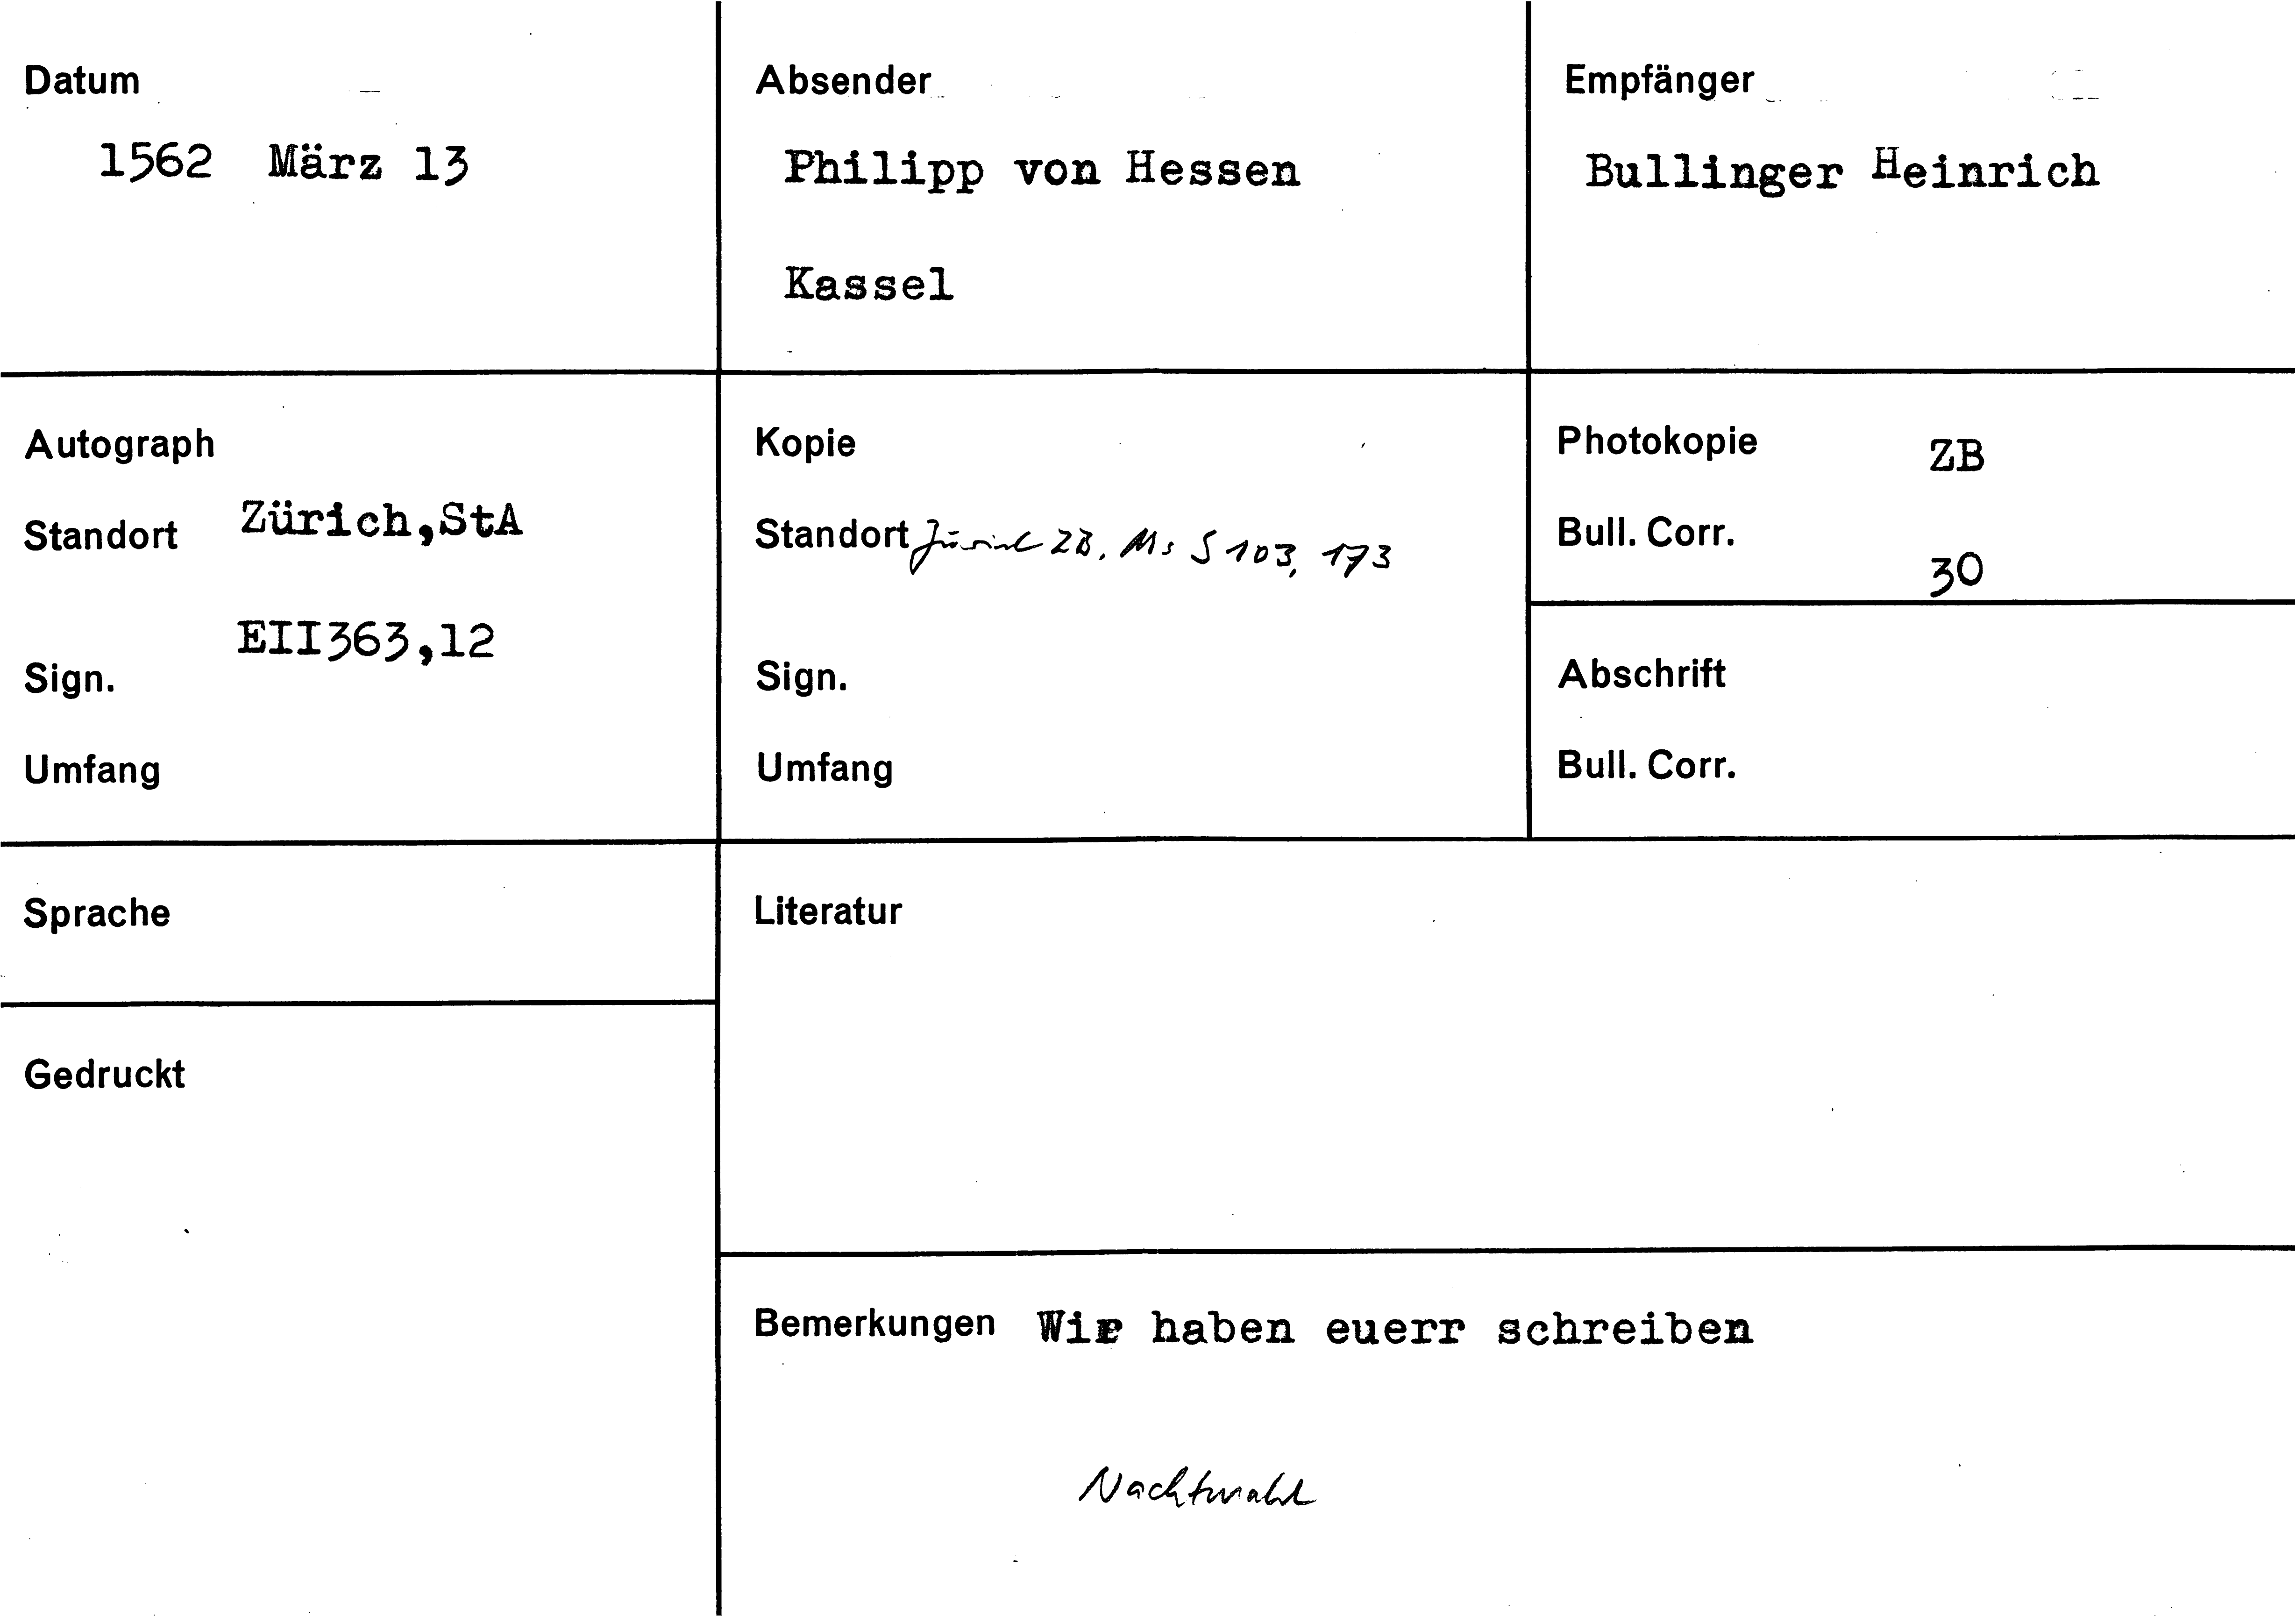 Datum
1562 März 13
Absender
Philipp von Hessen
Kassel
Empfänger
Bullinger Heinrich
Autograph
Standort Zürich,StA
EII363,12
Sign.
Umfang
Kopie
Standort Zürich ZB, Ms S 103, 173
Sign.
Umfang
Photokopie ZB
Bull. Corr.
30
Abschrift
Bull. Corr.
Sprache
Literatur
Gedruckt
Bemerkungen Wir haben euerr schreiben
Nachtmahl